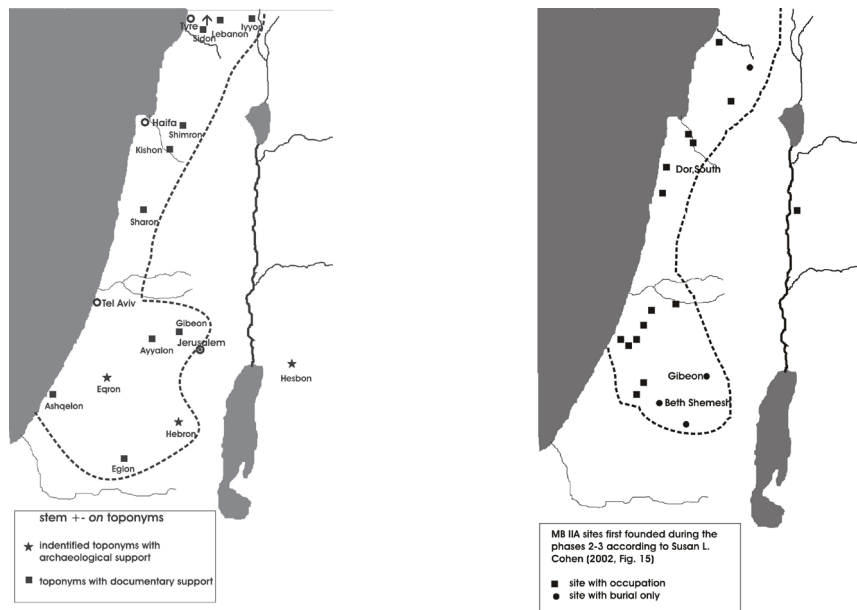 Tyre
Sidon
Lebanon
Iyyon
Haifa
Shimron
Kishon
Sharon
Tel Aviv
Gibeon
Ayyalon
Jerusalem
Hesbon
Eqron
Ashqelon
Hebron
Eglon
stem +- on toponyms
indentified toponyms with
archaeological support
toponyms with documentary support
Dor,South
Gibeon
Beth Shemesh
MB IIA sites first founded during the
phases 2-3 according to Susan L.
Cohen (2002, Fig. 15)
site with occupation
site with burial only